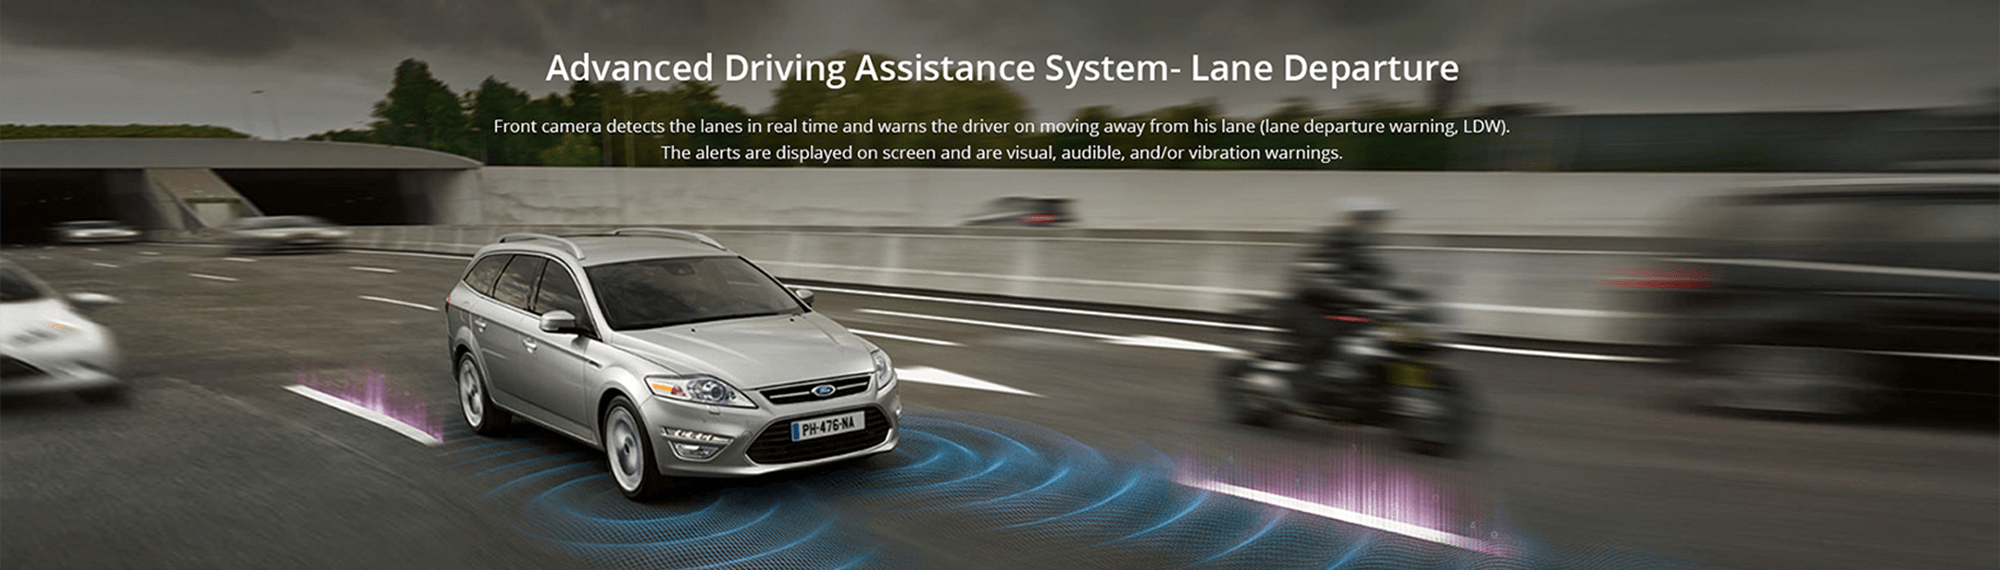 Advanced Driving Assistance System- Lane Departure
Front camera detects the lanes in real time and warns the driver on moving away from his lane (lane departure warning, LDW).
The alerts are displayed on screen and are visual, audible, and/or vibration warnings.
Ford
PH-476-NA